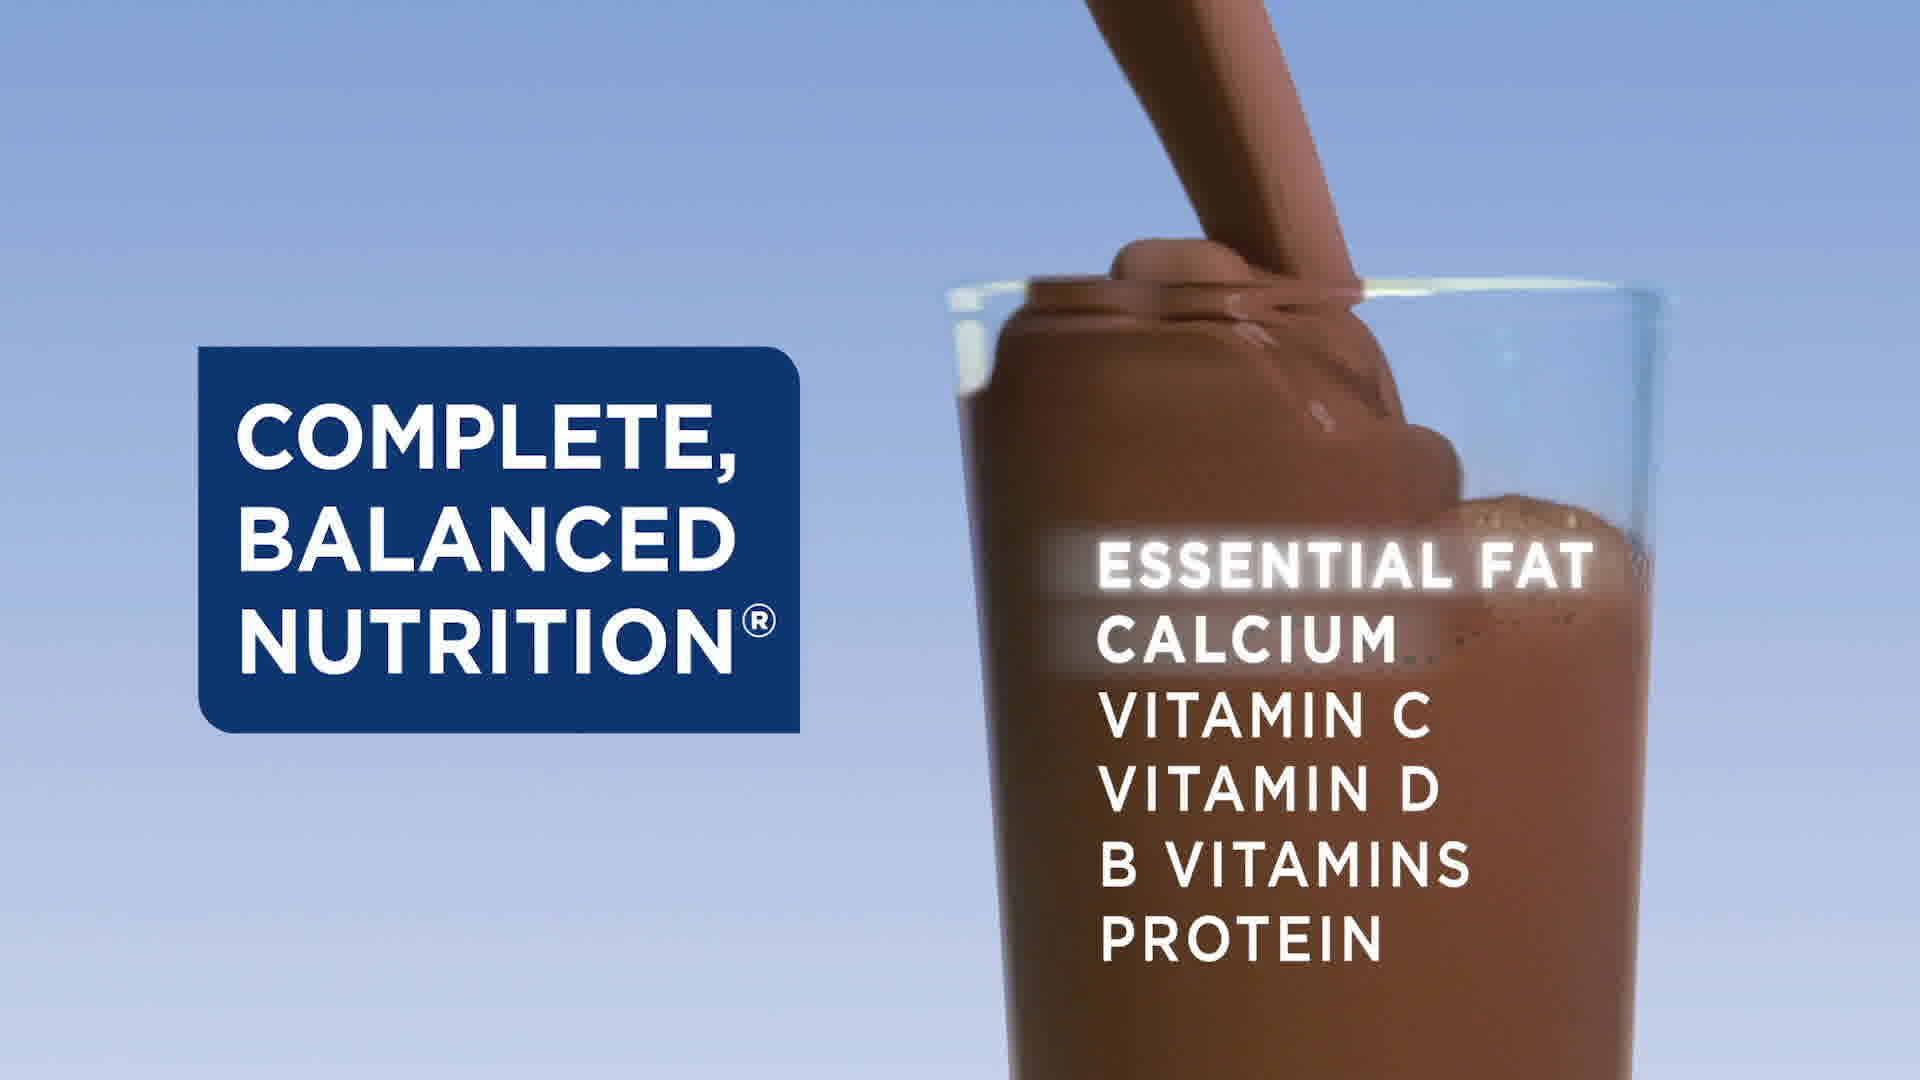 COMPLETE,
BALANCED
NUTRITION®
ESSENTIAL FAT
CALCIUM
VITAMIN C
VITAMIN D
B VITAMINS
PROTEIN